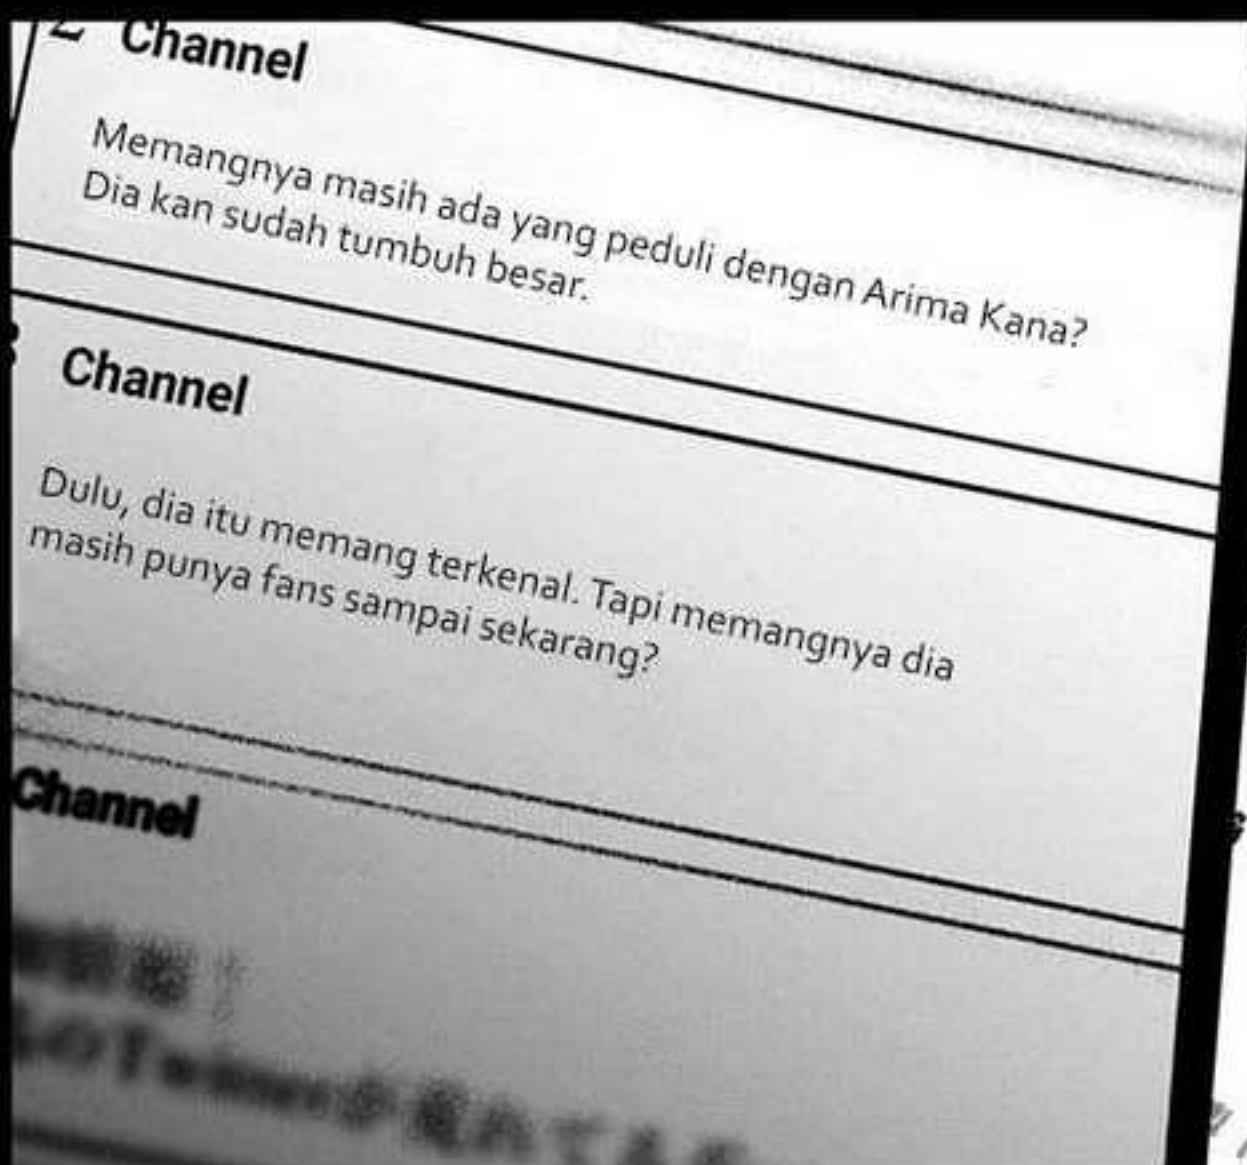 2 Channel
Memangnya masih ada yang peduli dengan Arima Kana?
Dia kan sudah tumbuh besar.
Channel
Dulu, dia itu memang terkenal. Tapi memangnya dia
masih punya fans sampai sekarang?
Channel